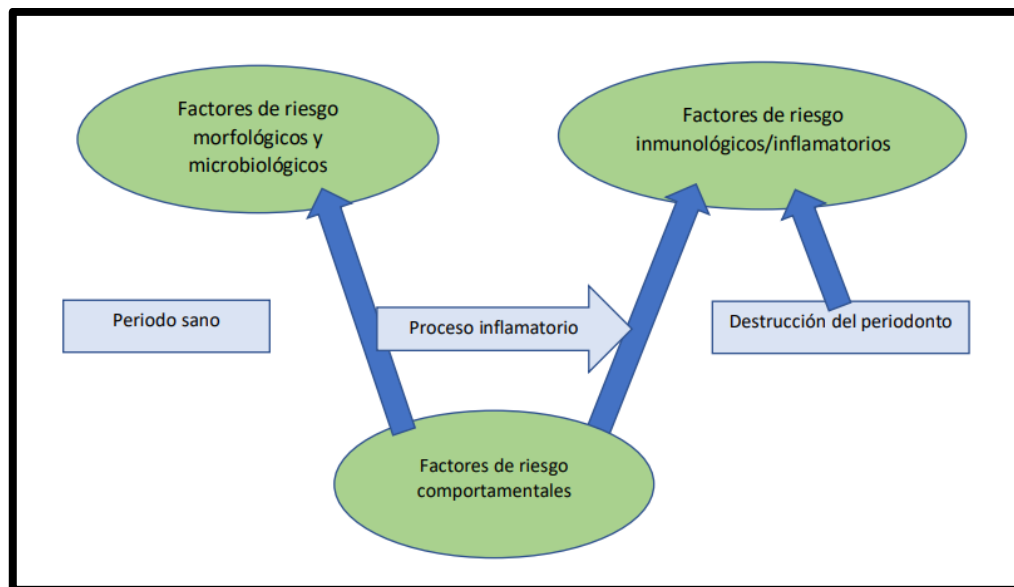 Factores de riesgo
morfológicos y
microbiológicos
Factores de riesgo
inmunológicos/inflamatorios
Periodo sano
Proceso inflamatorio
Destrucción del periodonto
Factores de riesgo
comportamentales